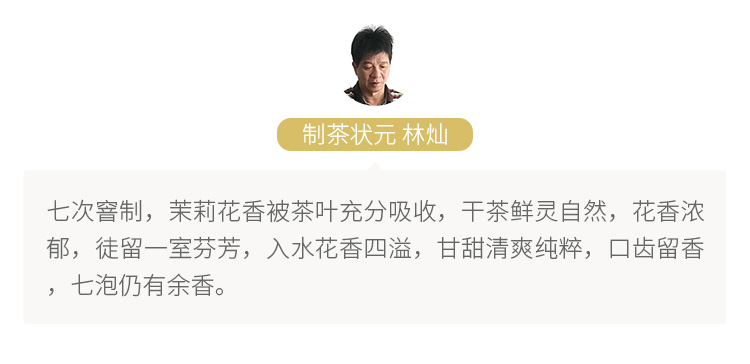 制茶状元 林灿
七次窨制，茉莉花香被茶叶充分吸收，干茶鲜灵自然，花香浓
郁，徒留一室芬芳，入水花香四溢，甘甜清爽纯粹，口齿留香
，七泡仍有余香。